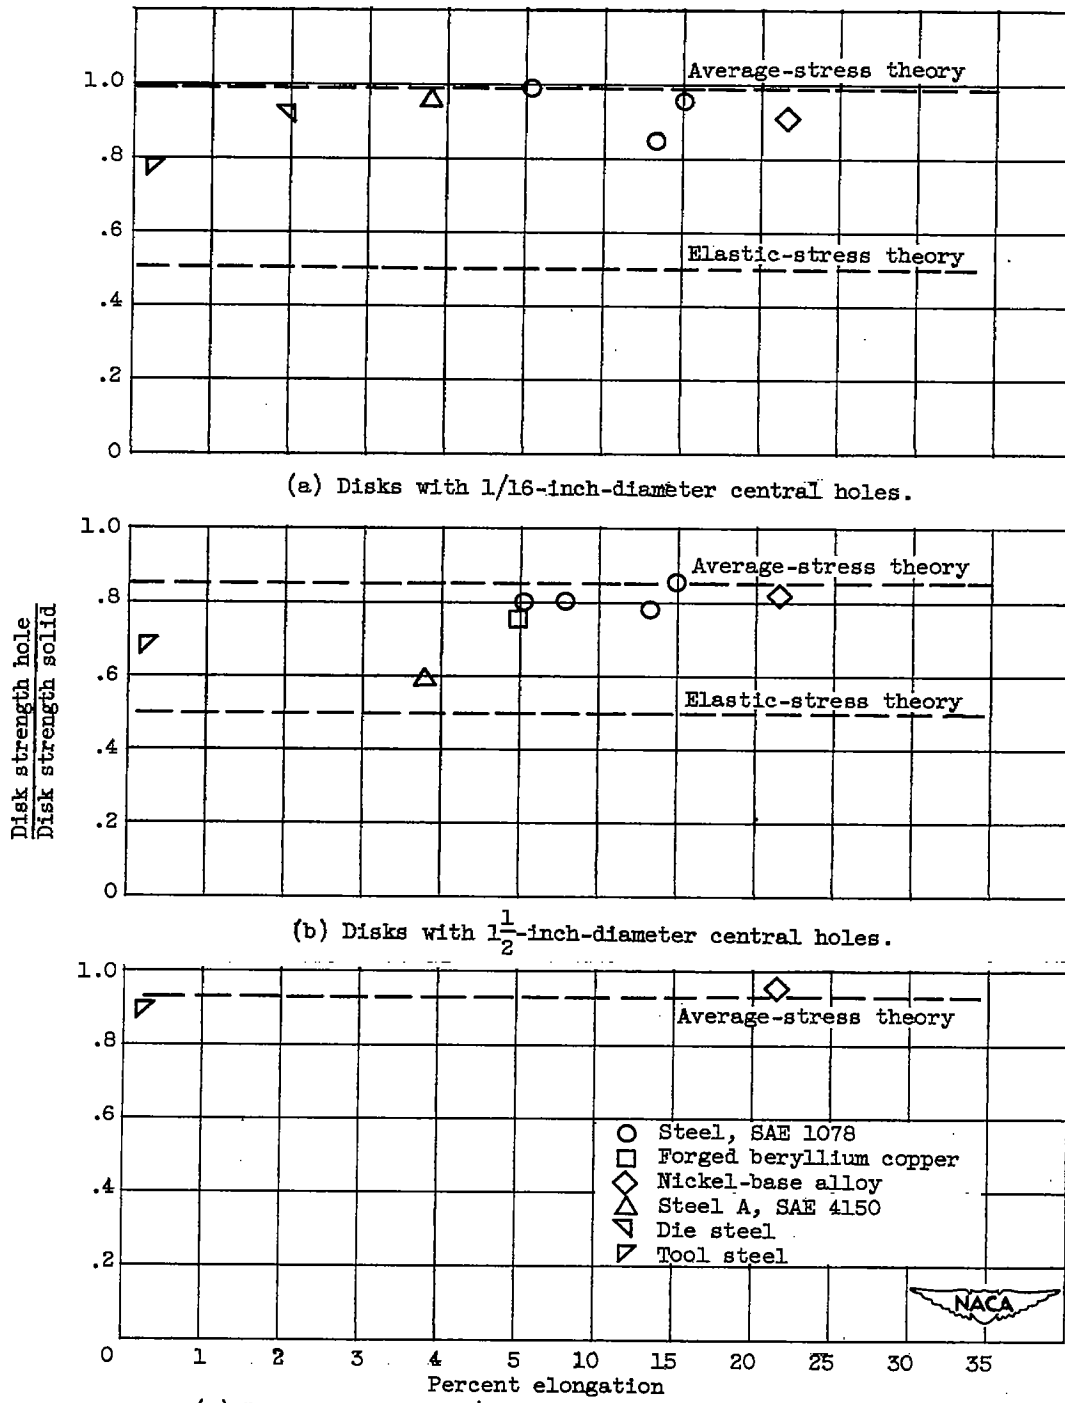 Average-stress theory
1.0
.8
.6
Elastic-stress theory
.4
.2
0
(a) Disks with 1/16-inch-diameter central holes.
1.0
Average-stress theory
.8
.6
Elastic-stress theory
.4
.2
0
Disk strength hole
Disk strength solid
(b) Disks with 1 1/2-inch-diameter central holes.
1.0
Average-stress theory
.8
.6
.4
.2
Steel, SAE 1078
Forged beryllium copper
Nickel-base alloy
Steel A, SAE 4150
Die steel
Tool steel
NACA
0 1 2 3 4 5 10 15 20 25 30 35
Percent elongation